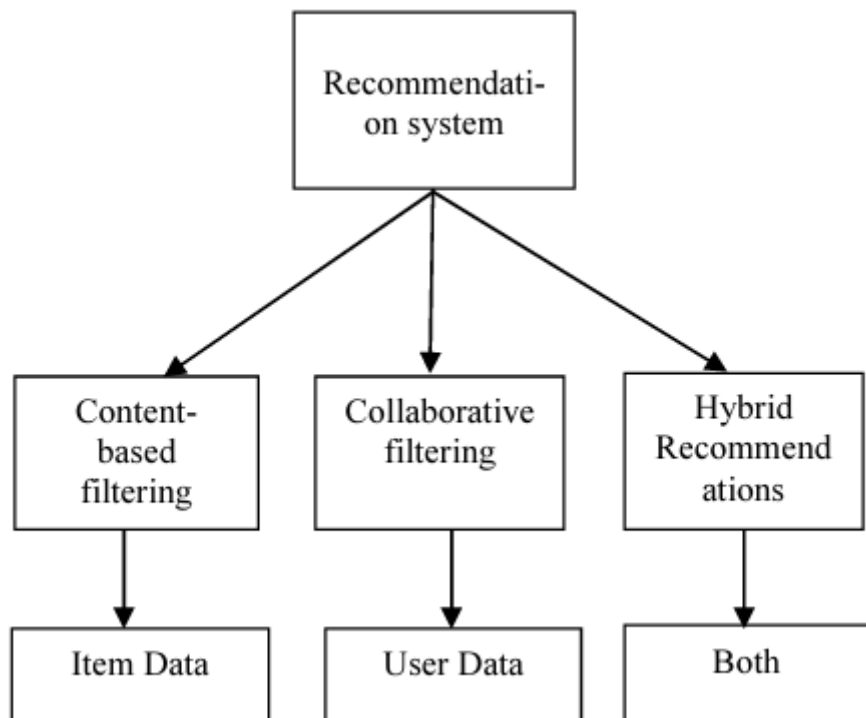 Recommendati-
on system
Content-
based
filtering
Collaborative
filtering
Hybrid
Recommend
ations
Item Data
User Data
Both